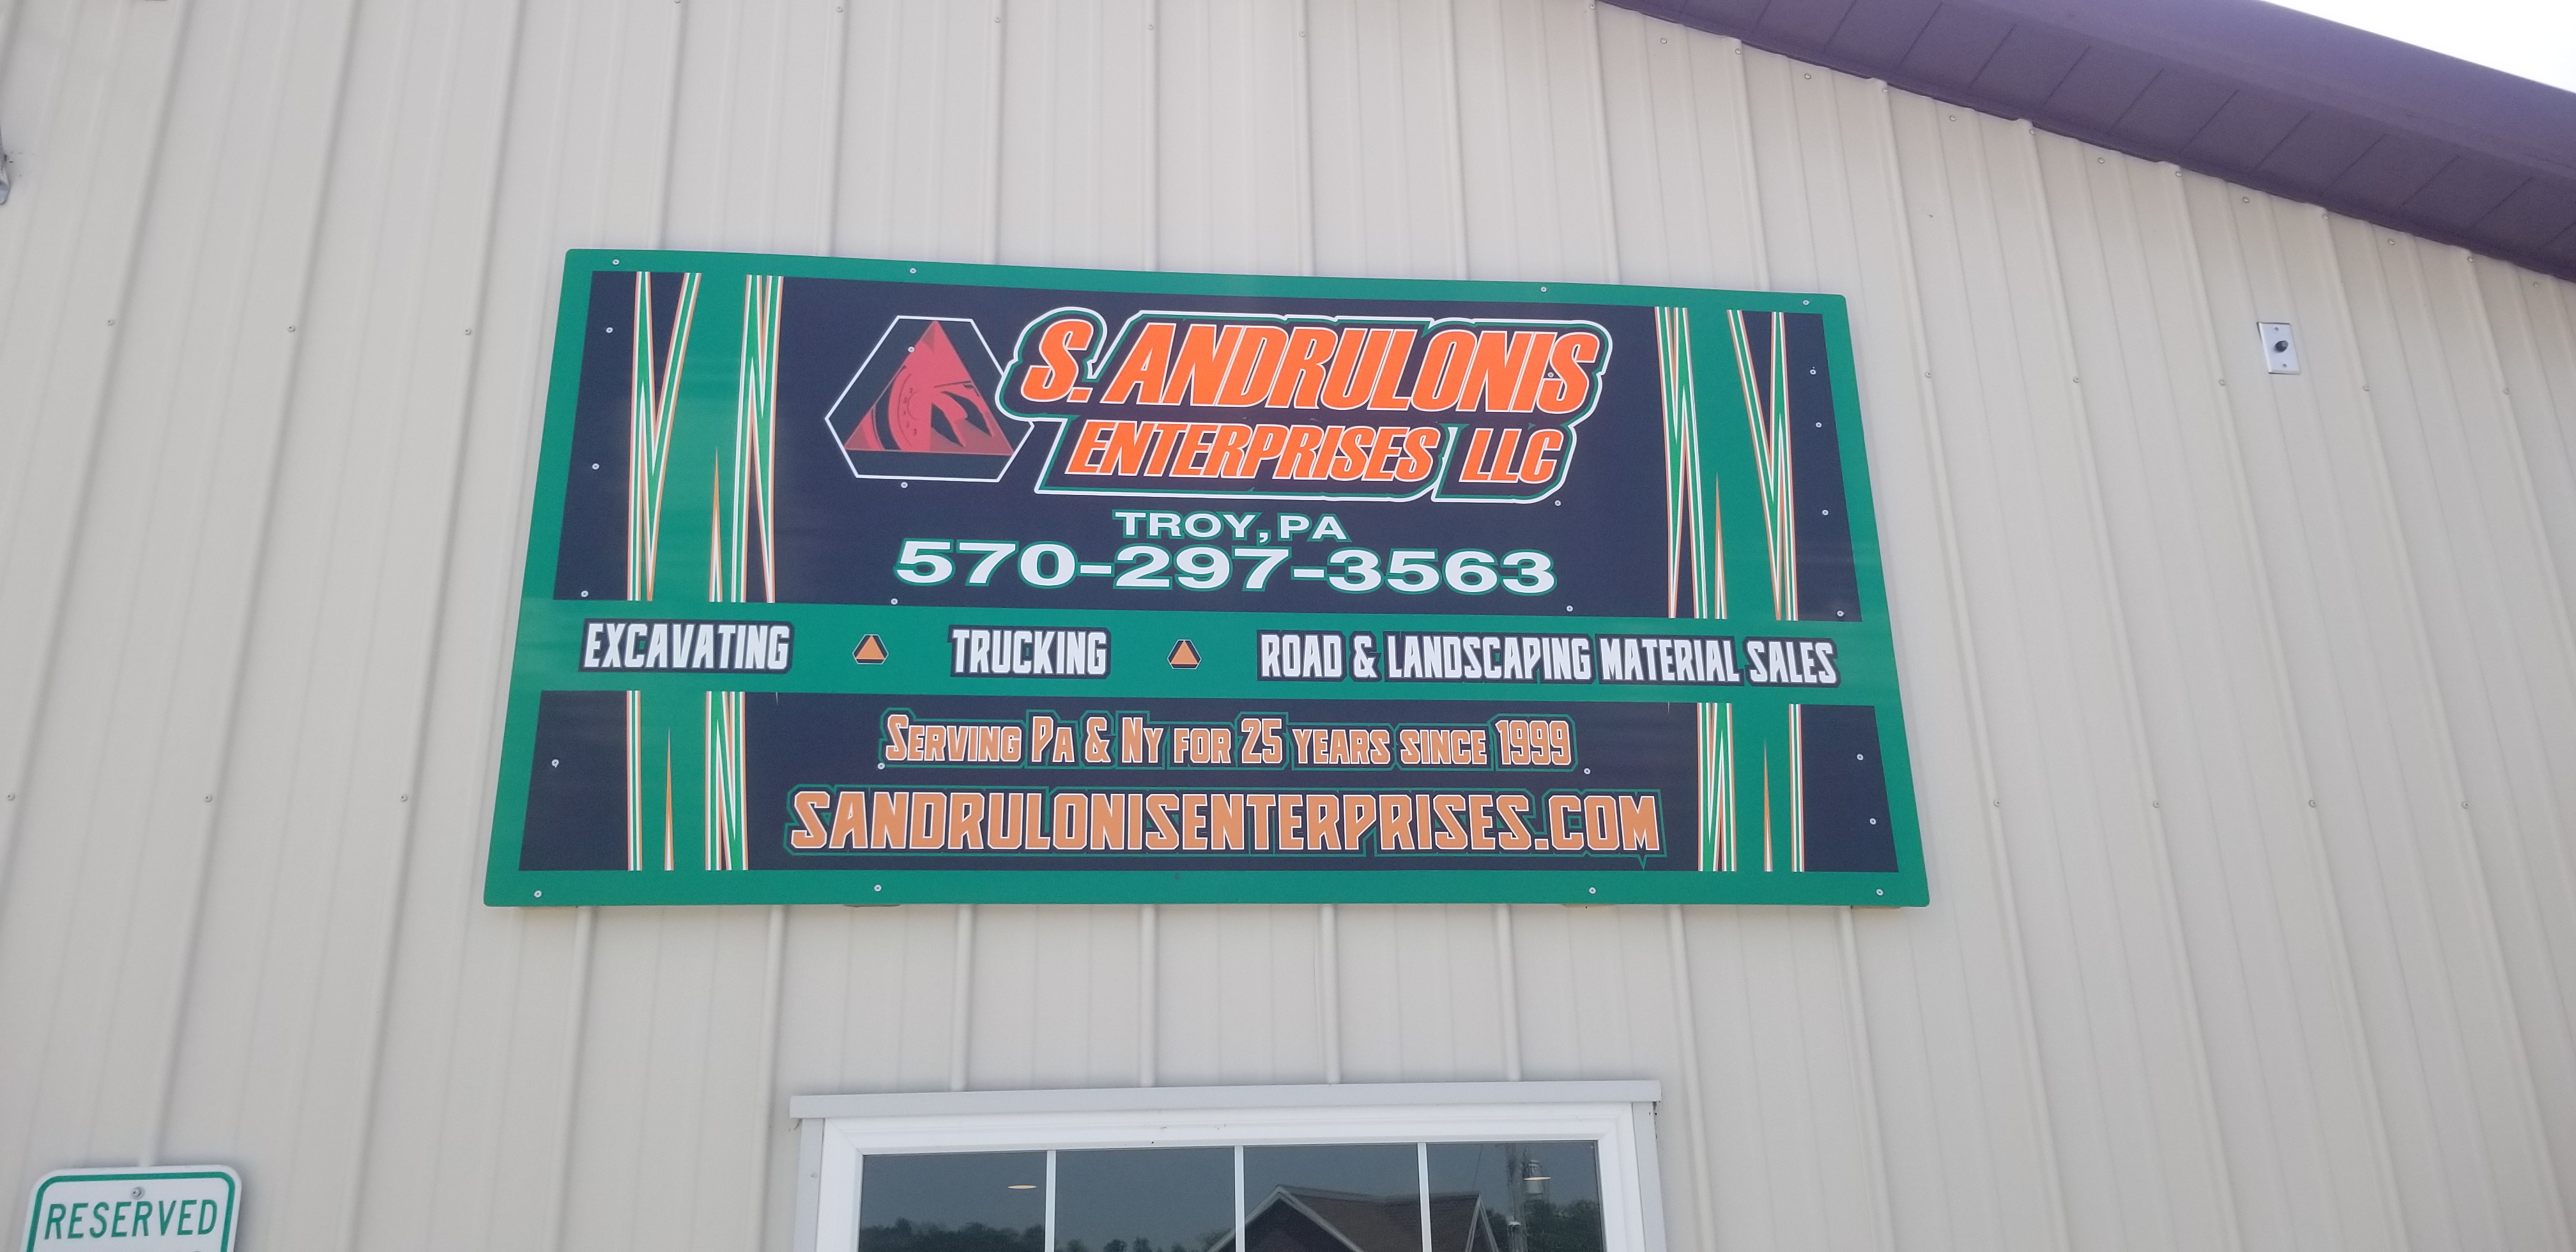 S. ANDRULONIS
ENTERPRISES LLC
TROY, PA
570-297-3563
EXCAVATING TRUCKING ROAD & LANDSCAPING MATERIAL SALES
SERVING PA & NY FOR 25 YEARS SINCE 1999
SANDRULONISENTERPRISES.COM
RESERVED